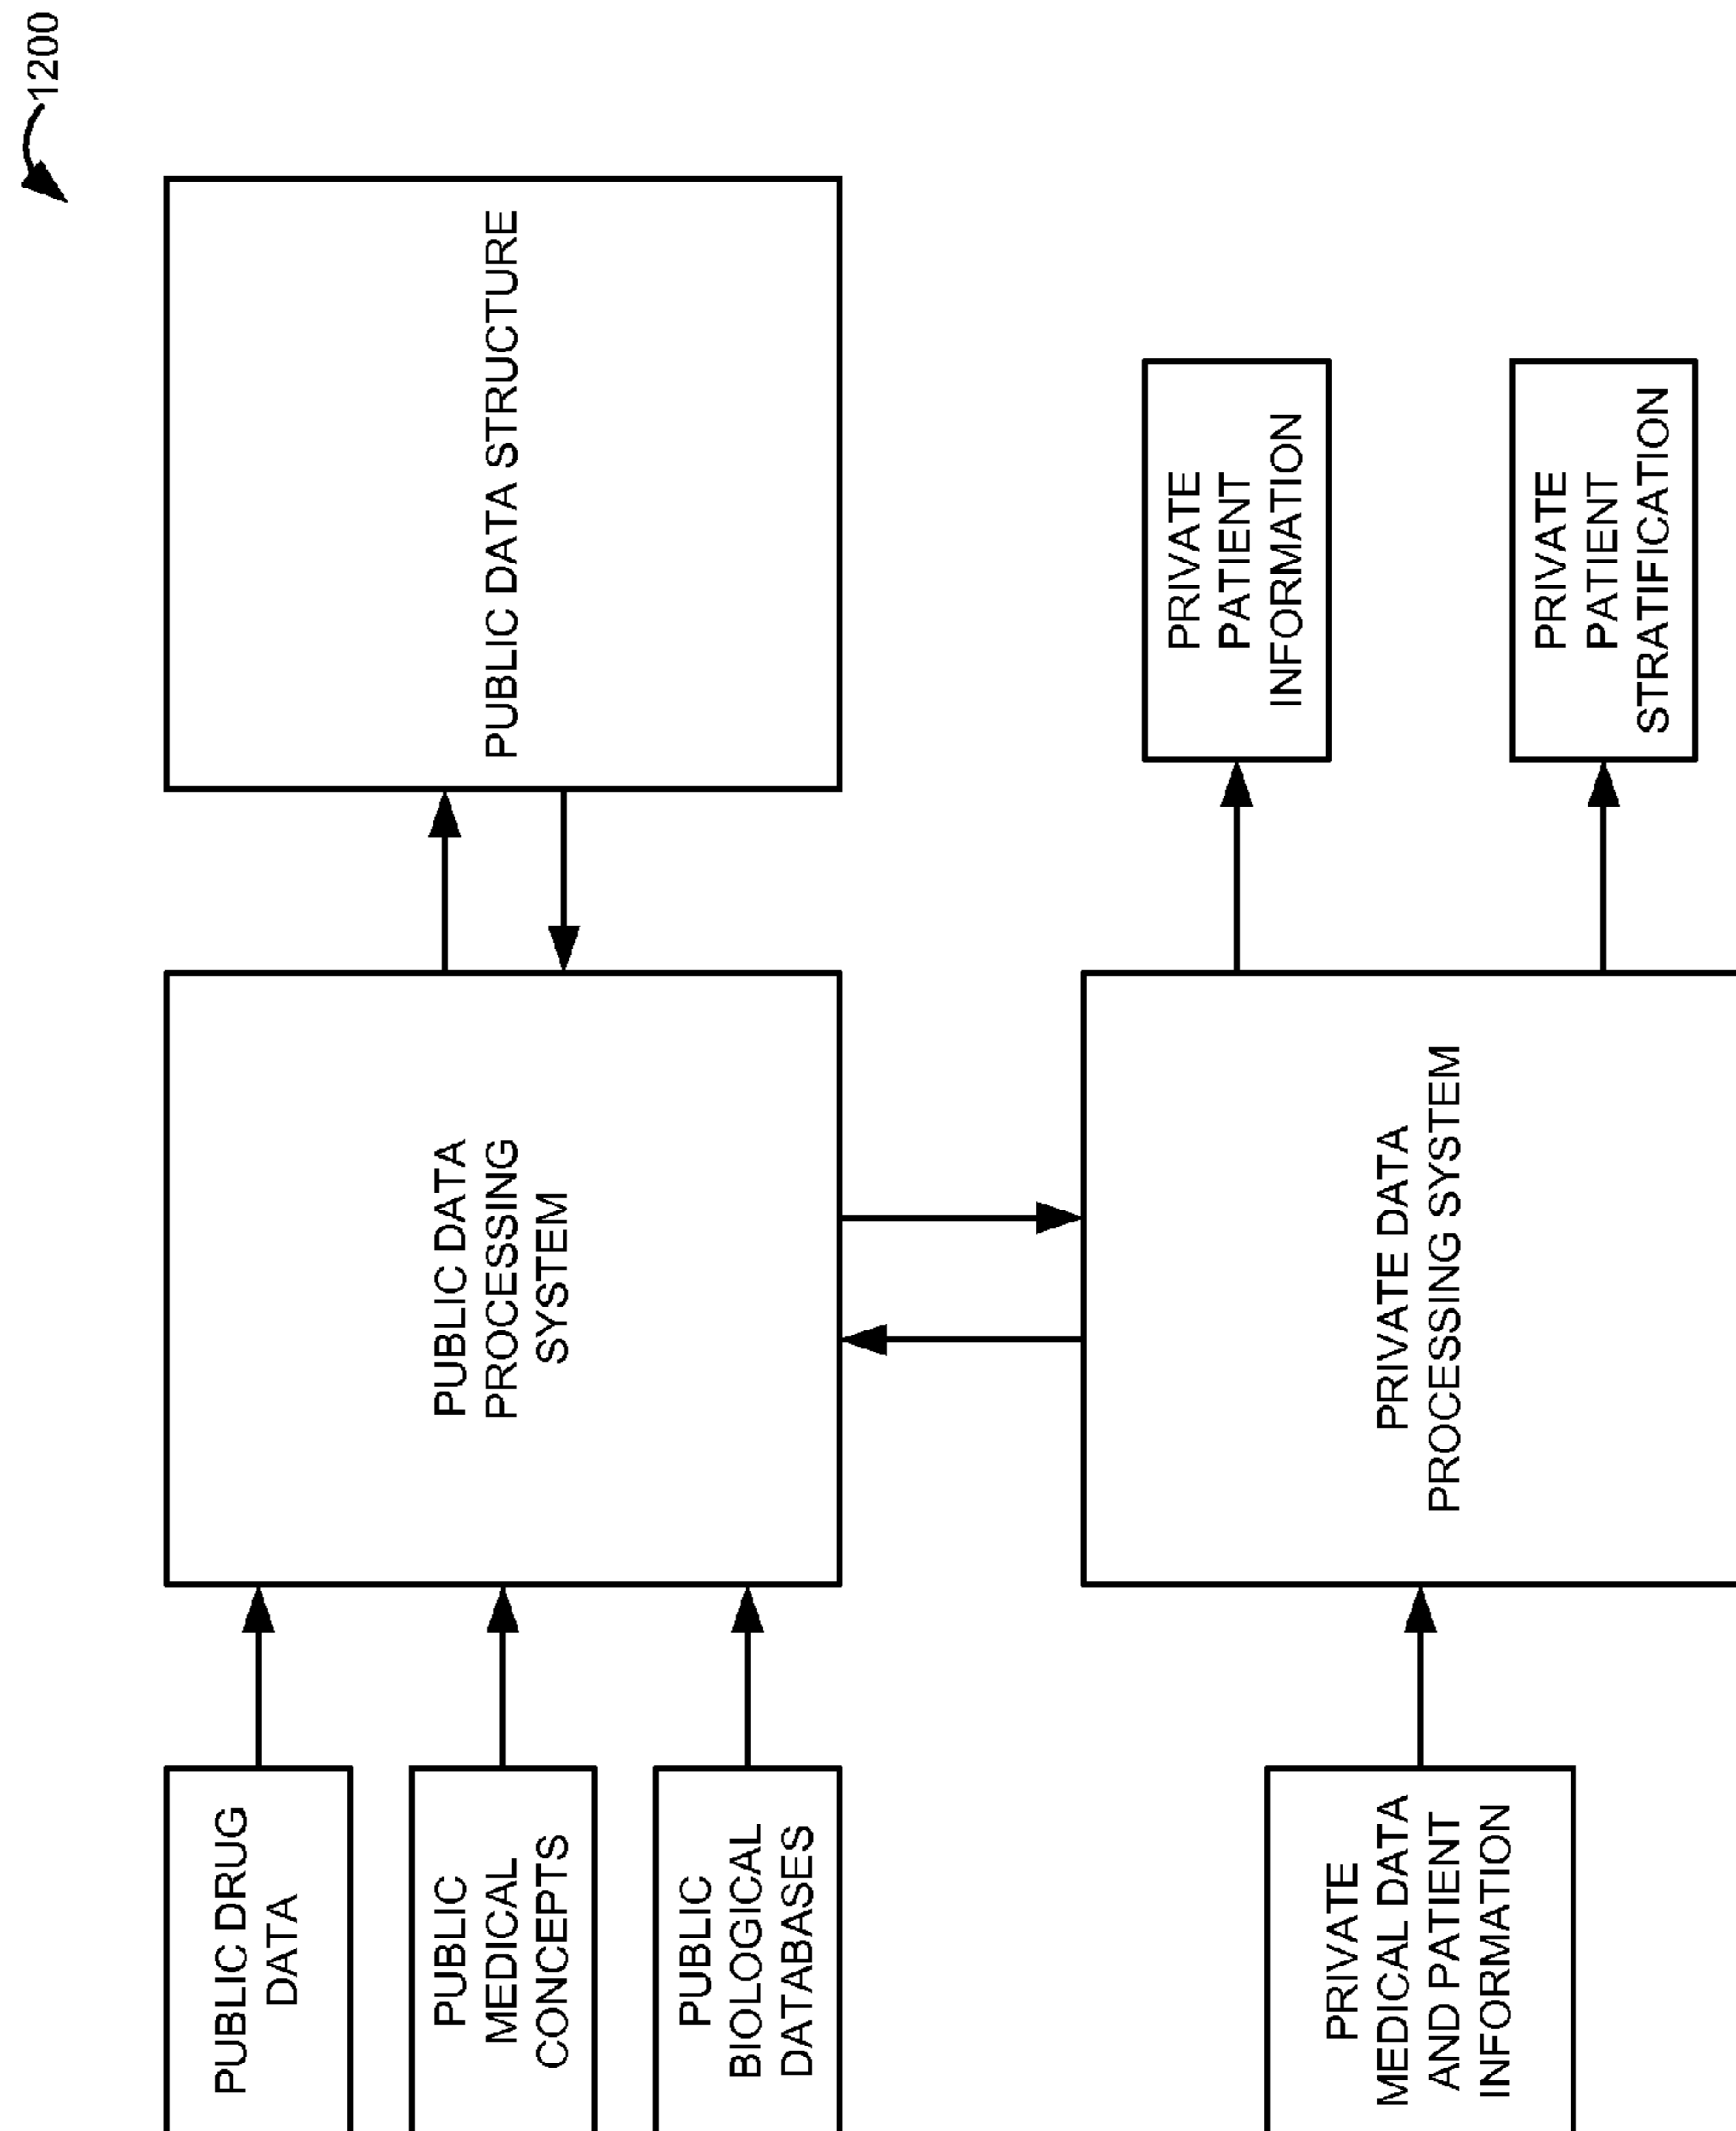 1200
PUBLIC DRUG
DATA
PUBLIC
MEDICAL
CONCEPTS
PUBLIC
BIOLOGICAL
DATABASES
PUBLIC DATA
PROCESSING
SYSTEM
PUBLIC DATA STRUCTURE
PRIVATE
MEDICAL DATA
AND PATIENT
INFORMATION
PRIVATE DATA
PROCESSING SYSTEM
PRIVATE
PATIENT
INFORMATION
PRIVATE
PATIENT
STRATIFICATION